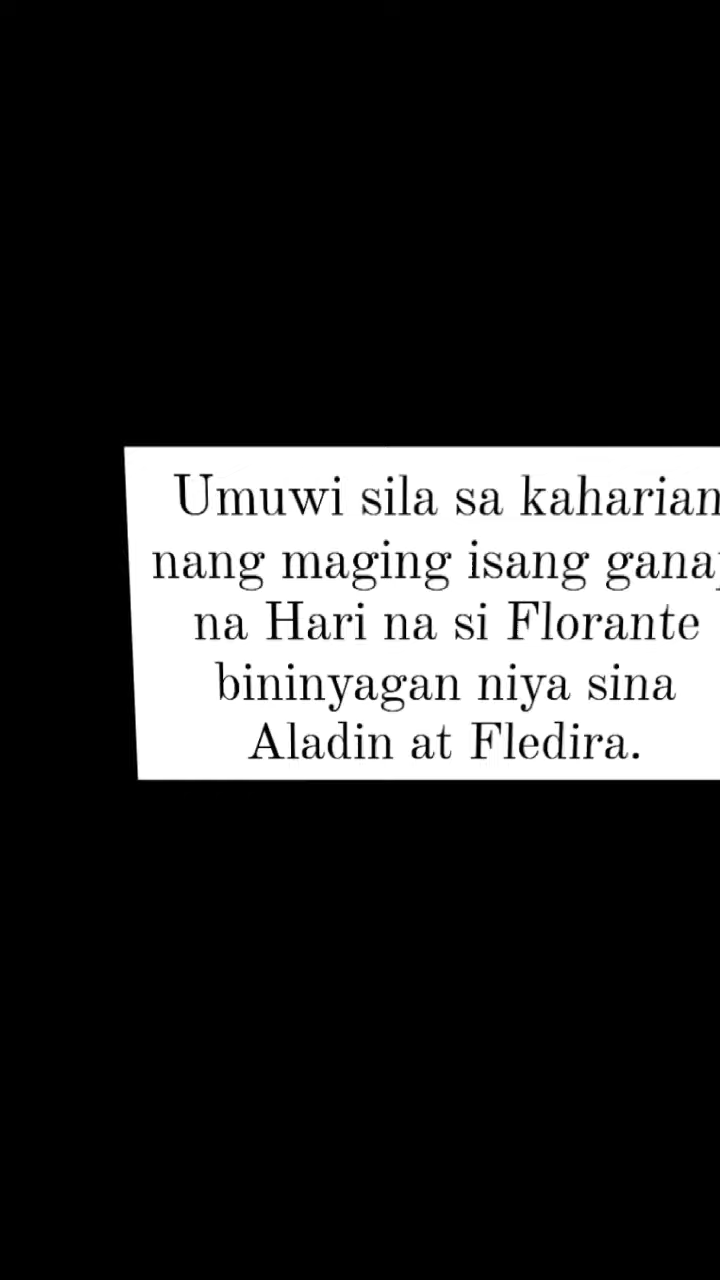 Umuwi sila sa kaharian
nang maging isang ganap
na Hari na si Florante
bininyagan niya sina
Aladin at Fledira.